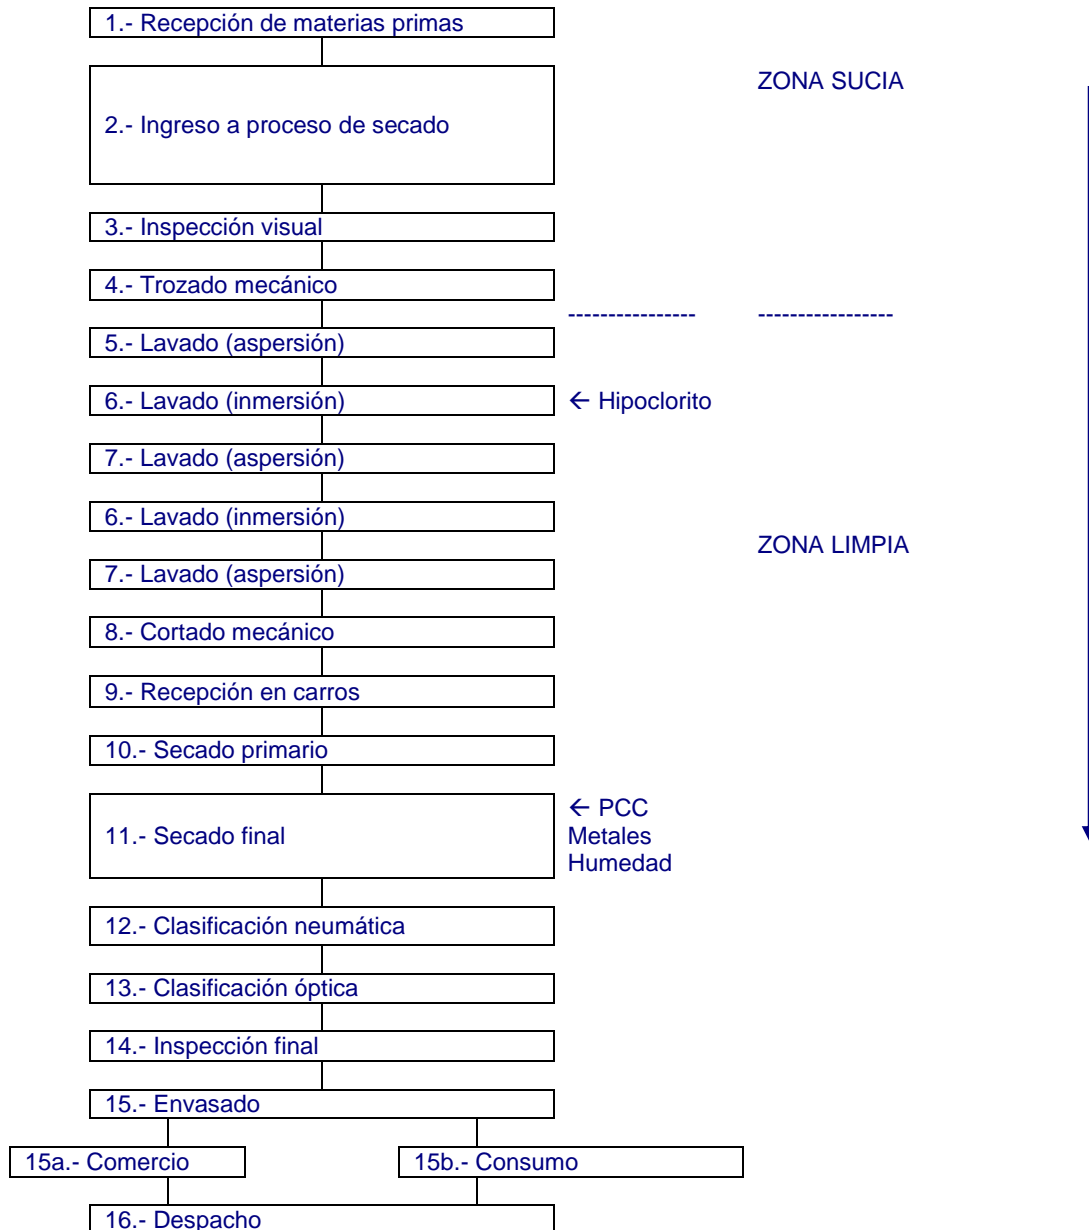 1.- Recepción de materias primas
ZONA SUCIA
2.- Ingreso a proceso de secado
3.- Inspección visual
4.- Trozado mecánico
---------------- -----------------
5.- Lavado (aspersión)
6.- Lavado (inmersión) ← Hipoclorito
7.- Lavado (aspersión)
6.- Lavado (inmersión)
ZONA LIMPIA
7.- Lavado (aspersión)
8.- Cortado mecánico
9.- Recepción en carros
10.- Secado primario
← PCC
11.- Secado final Metales
Humedad
12.- Clasificación neumática
13.- Clasificación óptica
14.- Inspección final
15.- Envasado
15a.- Comercio 15b.- Consumo
16.- Despacho